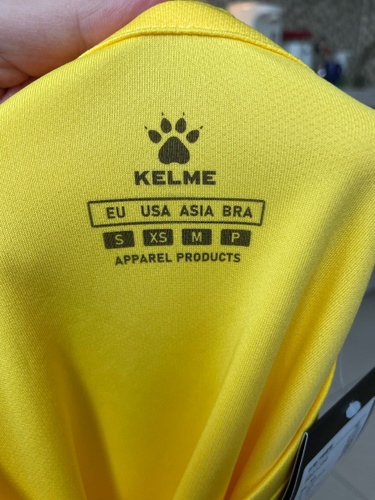 KELME
EU USA ASIA BRA
S XS M P
APPAREL PRODUCTS